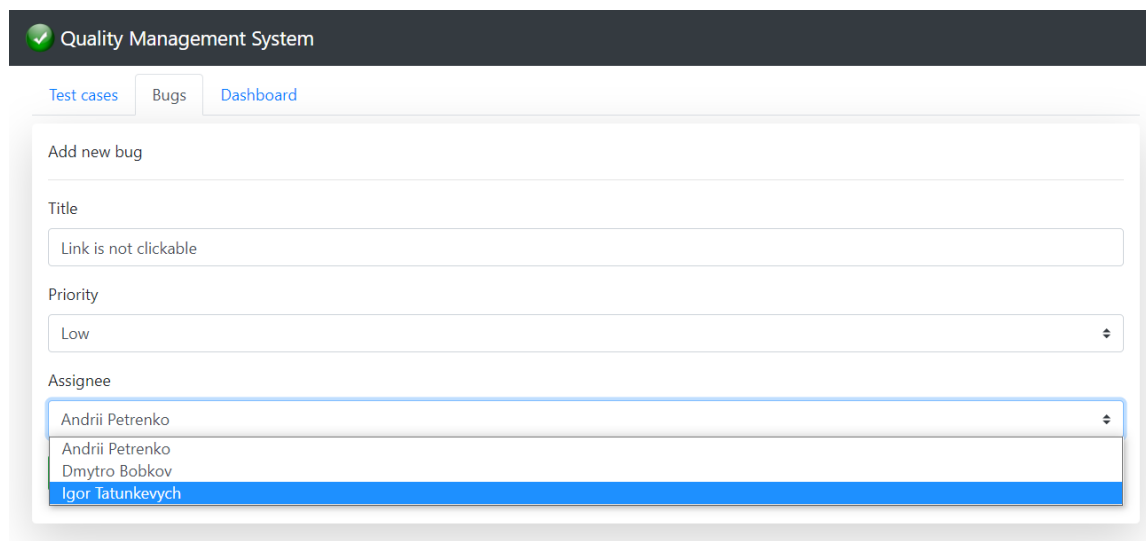 Quality Management System
Test cases Bugs Dashboard
Add new bug
Title
Link is not clickable
Priority
Low
Assignee
Andrii Petrenko
Andrii Petrenko
Dmytro Bobkov
Igor Tatunkevych